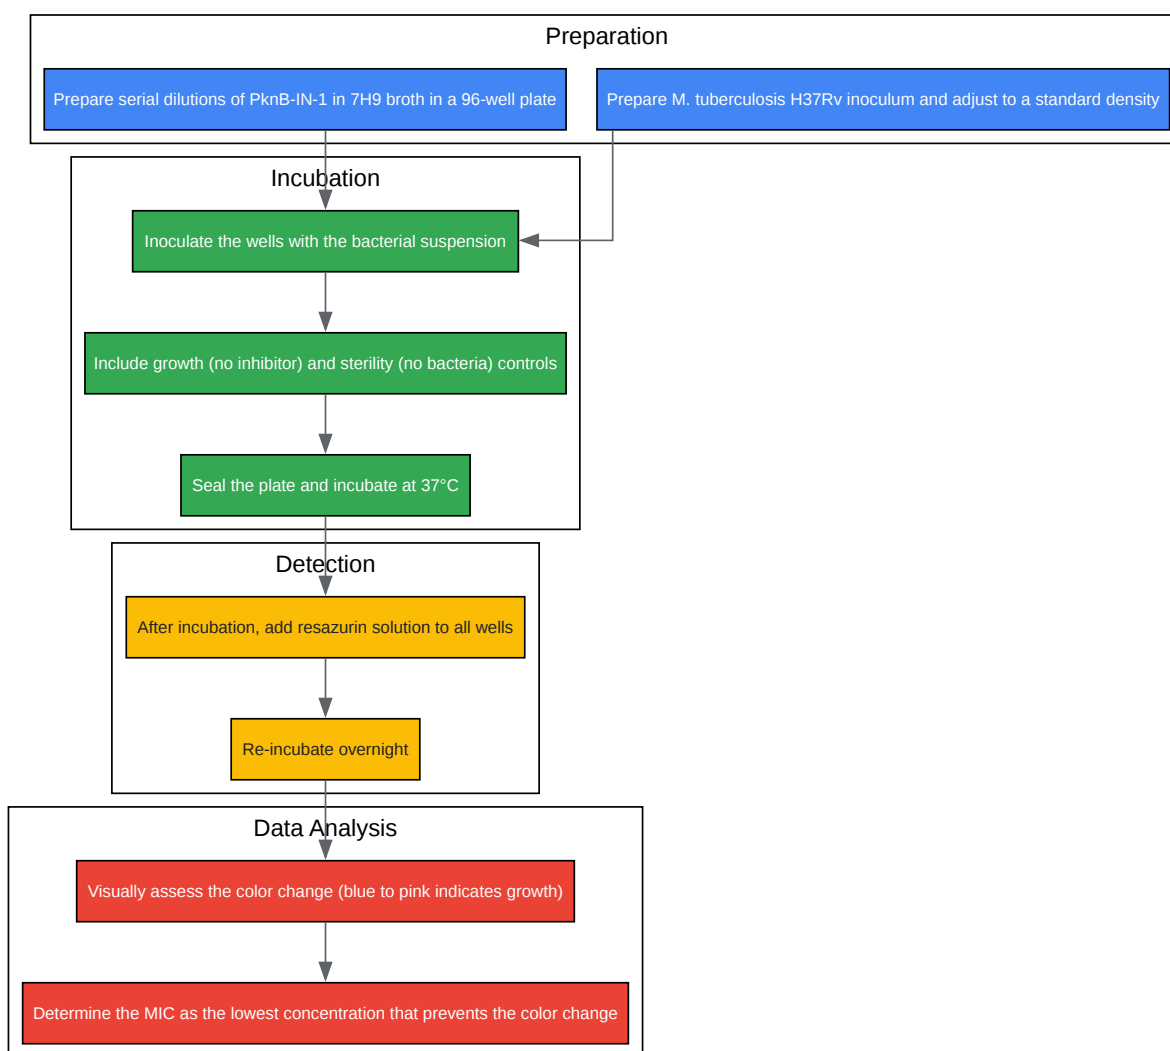 Preparation
Prepare serial dilutions of PknB-IN-1 in 7H9 broth in a 96-well plate
Prepare M. tuberculosis H37Rv inoculum and adjust to a standard density
Incubation
Inoculate the wells with the bacterial suspension
Include growth (no inhibitor) and sterility (no bacteria) controls
Seal the plate and incubate at 37°C
Detection
After incubation, add resazurin solution to all wells
Re-incubate overnight
Data Analysis
Visually assess the color change (blue to pink indicates growth)
Determine the MIC as the lowest concentration that prevents the color change